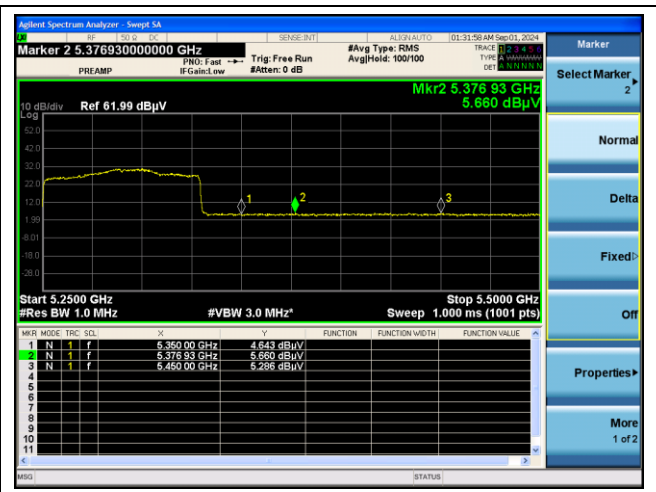 Agilent Spectrum Analyzer - Swept SA
RF 50 Ω DC SENSE:INT ALIGN AUTO 01:31:58 AM Sep 01, 2024
Marker 2 5.376930000000 GHz
PREAMP
PNO: Fast
IFGain:Low
Trig: Free Run
#Atten: 0 dB
#Avg Type: RMS
Avg|Hold: 100/100
TRACE 1 2 3 4 5 6
TYPE A WWWWW
DET A N N N N N
Mkr2 5.376 93 GHz
5.660 dBµV
10 dB/div Ref 61.99 dBµV
Log
52.0
42.0
32.0
22.0
12.0
1.99
-8.01
-18.0
-28.0
1
2
3
Start 5.2500 GHz Stop 5.5000 GHz
#Res BW 1.0 MHz #VBW 3.0 MHz* Sweep 1.000 ms (1001 pts)
MKR MODE TRC SCL X Y FUNCTION FUNCTION WIDTH FUNCTION VALUE
1 N 1 f 5.350 00 GHz 4.643 dBµV
2 N 1 f 5.376 93 GHz 5.660 dBµV
3 N 1 f 5.450 00 GHz 5.286 dBµV
4
5
6
7
8
9
10
11
MSG STATUS
Marker
Select Marker
2
Normal
Delta
Fixed
Off
Properties
More
1 of 2